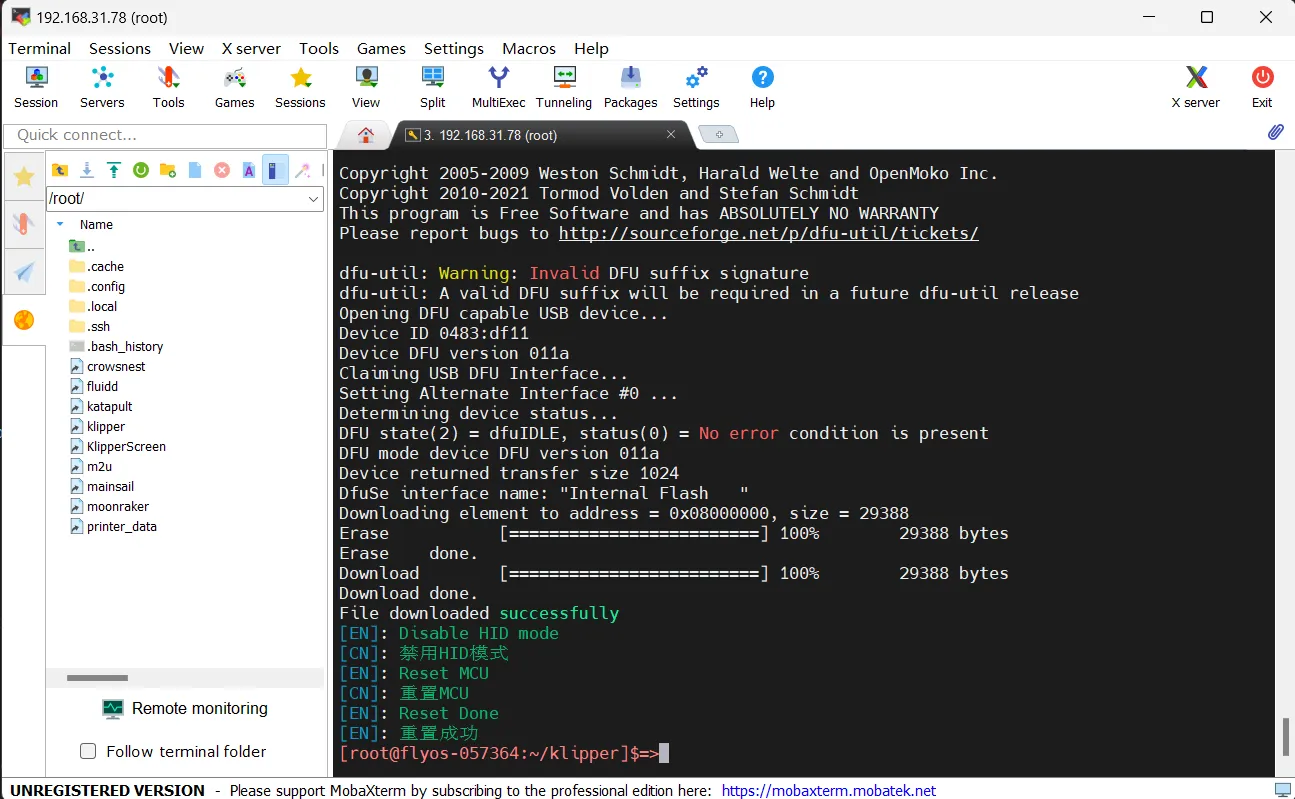 192.168.31.78 (root)
Terminal Sessions View X server Tools Games Settings Macros Help
Session Servers Tools Games Sessions View Split MultiExec Tunneling Packages Settings Help X server Exit
Quick connect...
3. 192.168.31.78 (root)
/root/
Name
..
.cache
.config
.local
.ssh
.bash_history
crowsnest
fluidd
katapult
klipper
KlipperScreen
m2u
mainsail
moonraker
printer_data
Remote monitoring
Follow terminal folder
Copyright 2005-2009 Weston Schmidt, Harald Welte and OpenMoko Inc.
Copyright 2010-2021 Tormod Volden and Stefan Schmidt
This program is Free Software and has ABSOLUTELY NO WARRANTY
Please report bugs to http://sourceforge.net/p/dfu-util/tickets/
dfu-util: Warning: Invalid DFU suffix signature
dfu-util: A valid DFU suffix will be required in a future dfu-util release
Opening DFU capable USB device...
Device ID 0483:df11
Device DFU version 011a
Claiming USB DFU Interface...
Setting Alternate Interface #0 ...
Determining device status...
DFU state(2) = dfuIDLE, status(0) = No error condition is present
DFU mode device DFU version 011a
Device returned transfer size 1024
DfuSe interface name: "Internal Flash   "
Downloading element to address = 0x08000000, size = 29388
Erase [=========================] 100% 29388 bytes
Erase done.
Download [=========================] 100% 29388 bytes
Download done.
File downloaded successfully
[EN]: Disable HID mode
[CN]: 禁用HID模式
[EN]: Reset MCU
[CN]: 重置MCU
[EN]: Reset Done
[EN]: 重置成功
[root@flyos-057364:~/klipper]$=>
UNREGISTERED VERSION - Please support MobaXterm by subscribing to the professional edition here: https://mobaxterm.mobatek.net